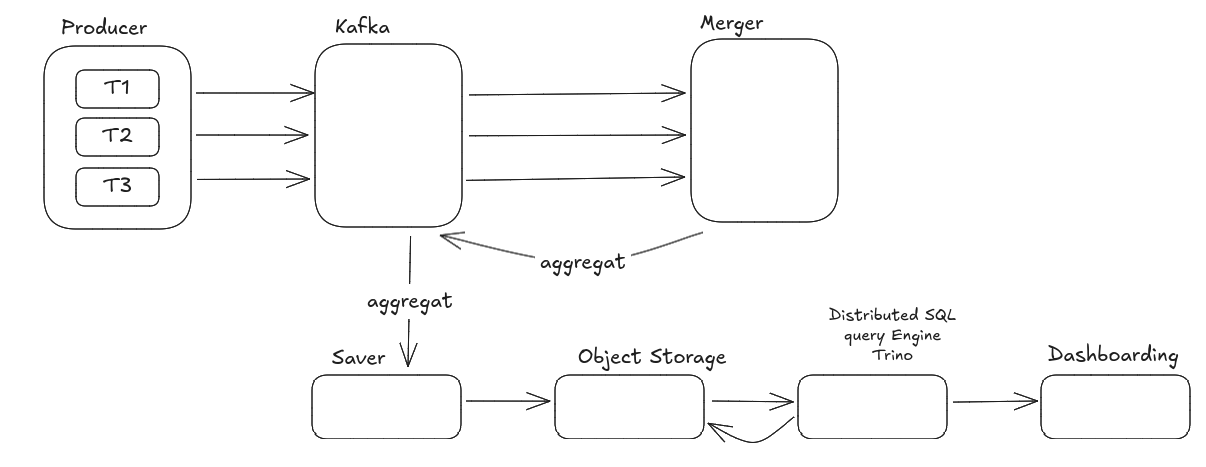 Producer
Kafka
Merger
T1
T2
T3
aggregat
aggregat
Distributed SQL
query Engine
Trino
Saver
Object Storage
Dashboarding